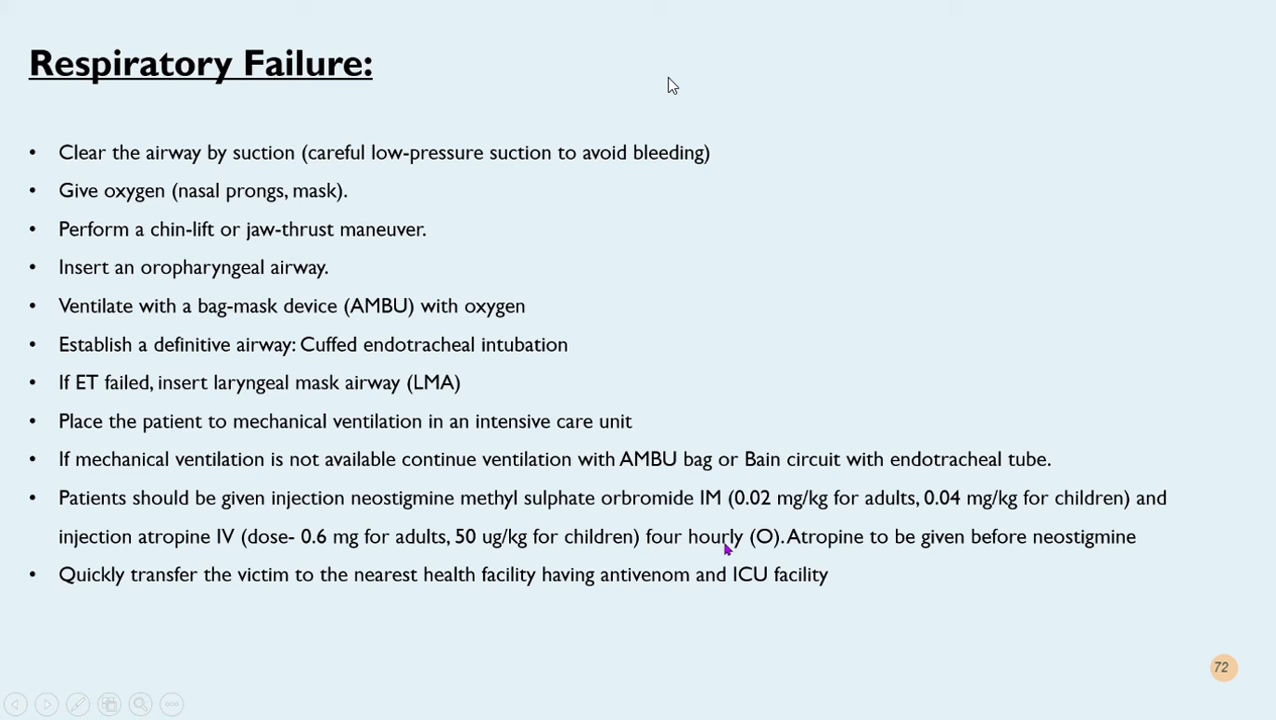 Respiratory Failure:
• Clear the airway by suction (careful low-pressure suction to avoid bleeding)
• Give oxygen (nasal prongs, mask).
• Perform a chin-lift or jaw-thrust maneuver.
• Insert an oropharyngeal airway.
• Ventilate with a bag-mask device (AMBU) with oxygen
• Establish a definitive airway: Cuffed endotracheal intubation
• If ET failed, insert laryngeal mask airway (LMA)
• Place the patient to mechanical ventilation in an intensive care unit
• If mechanical ventilation is not available continue ventilation with AMBU bag or Bain circuit with endotracheal tube.
• Patients should be given injection neostigmine methyl sulphate orbromide IM (0.02 mg/kg for adults, 0.04 mg/kg for children) and
injection atropine IV (dose- 0.6 mg for adults, 50 ug/kg for children) four hourly (O). Atropine to be given before neostigmine
• Quickly transfer the victim to the nearest health facility having antivenom and ICU facility
72